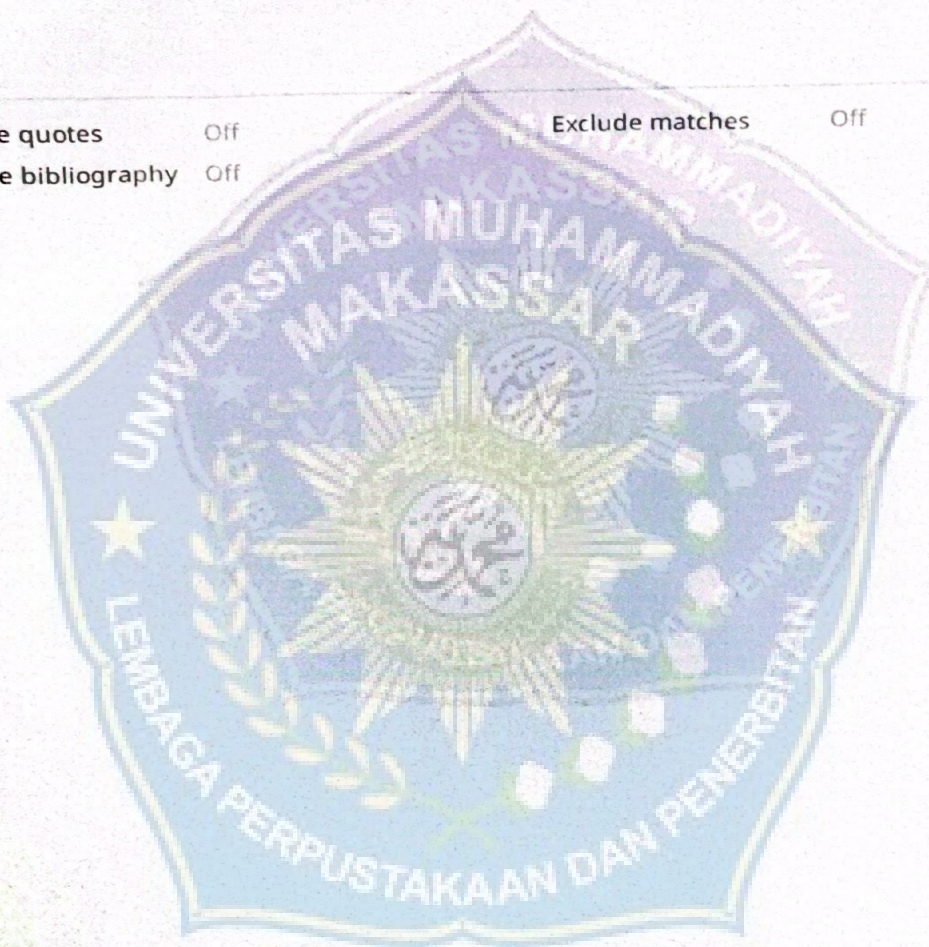 e quotes Off Exclude matches Off
e bibliography Off
UNIVERSITAS MUHAMMADIYAH
MAKASSAR
LEMBAGA PERPUSTAKAAN DAN PENERBITAN